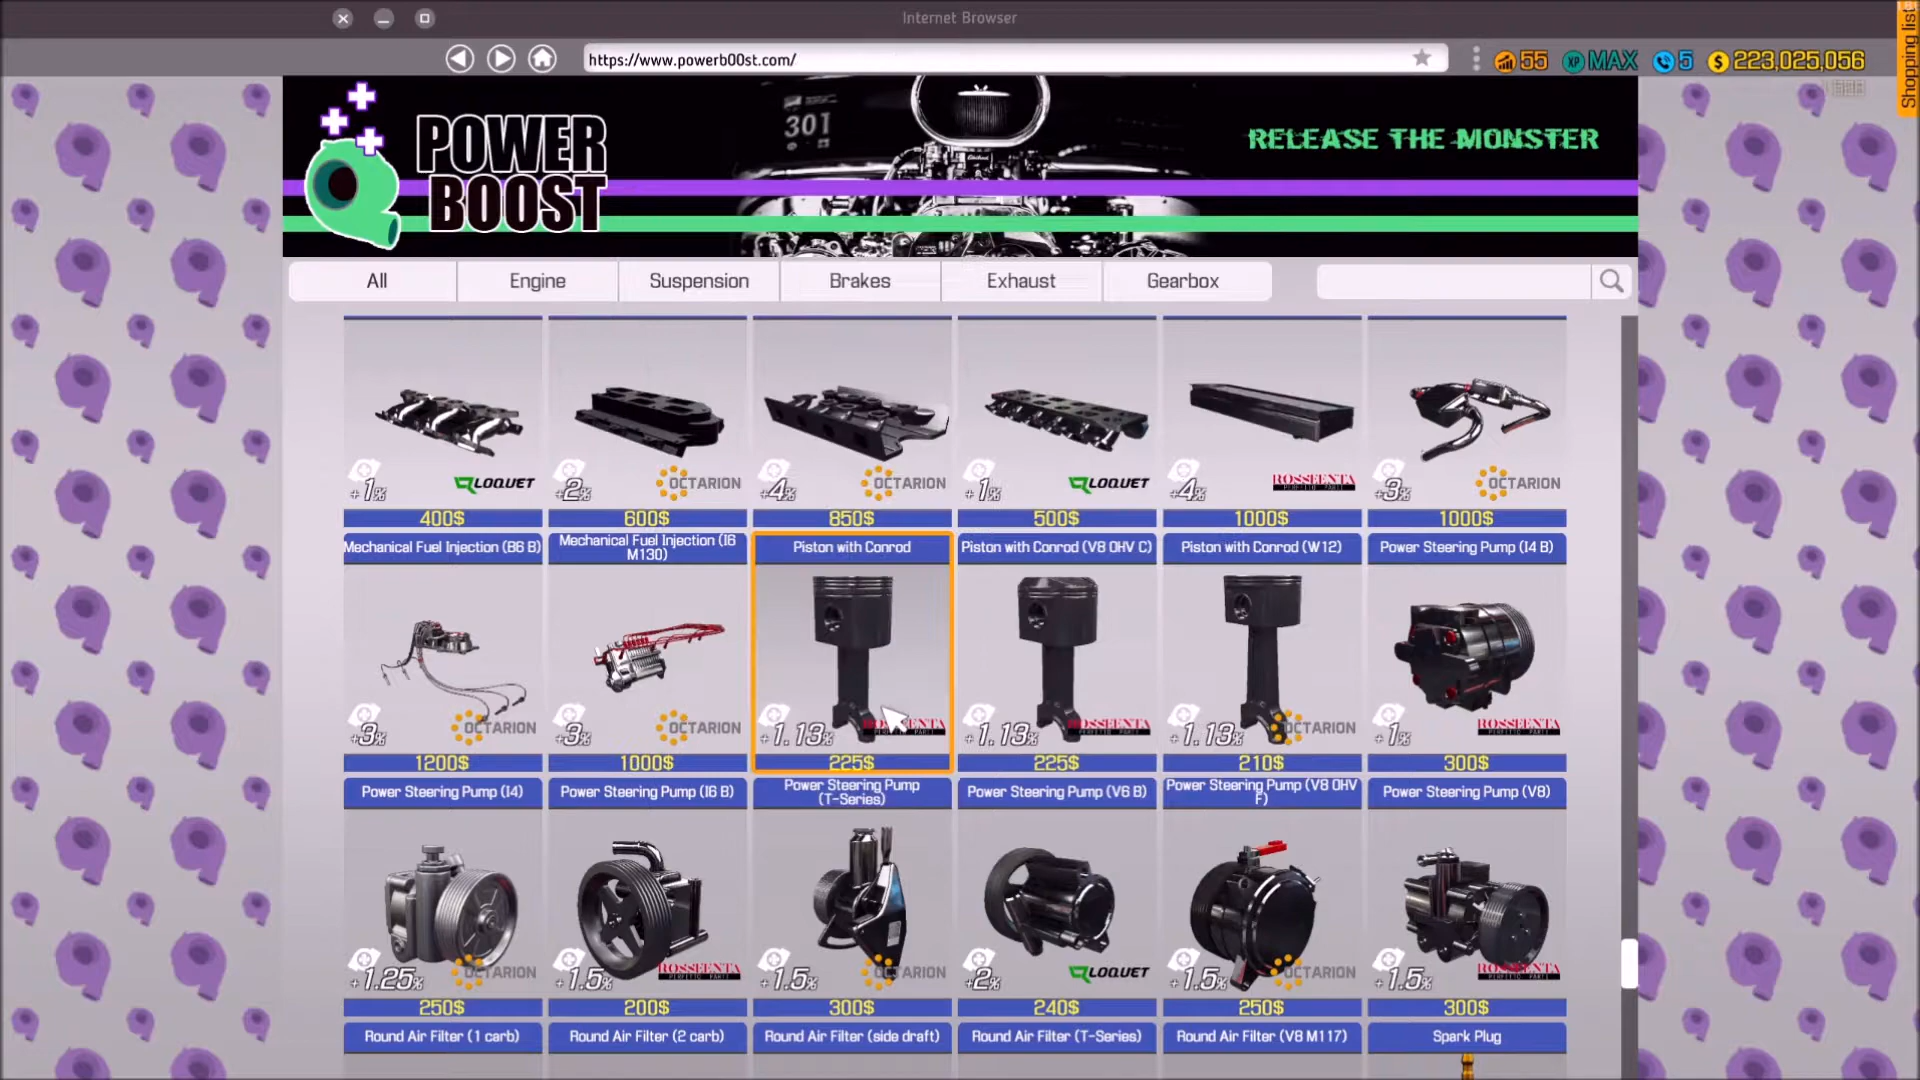 Internet Browser
Shopping list
https://www.powerb00st.com/
55
XP MAX
5
$ 223,025,056
POWER
BOOST
301
RELEASE THE MONSTER
All
Engine
Suspension
Brakes
Exhaust
Gearbox
+1% LOQUET
+2% OCTARION
+4% OCTARION
+1% LOQUET
+4% ROSSEENTA
+3% OCTARION
400$
600$
850$
500$
1000$
1000$
Mechanical Fuel Injection (B6 B)
Mechanical Fuel Injection (I6
M130)
Piston with Conrod
Piston with Conrod (V8 OHV C)
Piston with Conrod (W12)
Power Steering Pump (I4 B)
+3% OCTARION
+3% OCTARION
+1.13%
+1.13% ROSSEENTA
+1.13% OCTARION
+1% ROSSEENTA
1200$
1000$
225$
225$
210$
300$
Power Steering Pump (I4)
Power Steering Pump (I6 B)
Power Steering Pump
(T-Series)
Power Steering Pump (V6 B)
Power Steering Pump (V8 OHV
F)
Power Steering Pump (V8)
+1.25% OCTARION
+1.5% ROSSEENTA
+1.5% OCTARION
+2% LOQUET
+1.5% OCTARION
+1.5% ROSSEENTA
250$
200$
300$
240$
250$
300$
Round Air Filter (1 carb)
Round Air Filter (2 carb)
Round Air Filter (side draft)
Round Air Filter (T-Series)
Round Air Filter (V8 M117)
Spark Plug